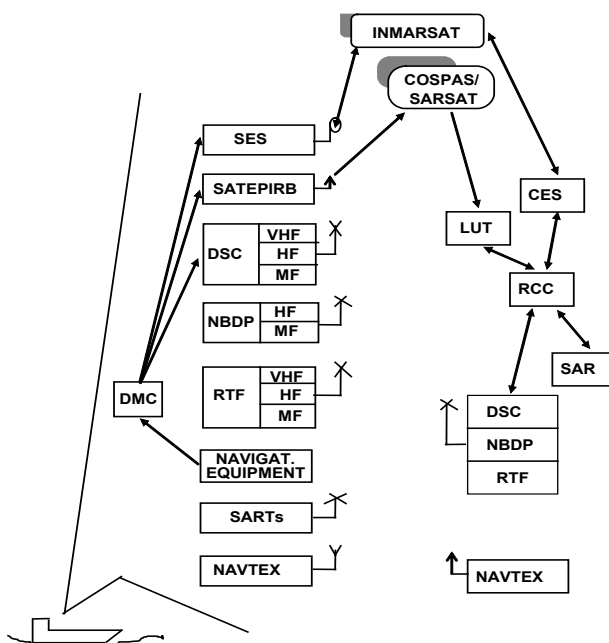 INMARSAT
COSPAS/
SARSAT
SES
SATEPIRB
CES
LUT
DSC
VHF
HF
MF
RCC
NBDP
HF
MF
SAR
DMC
RTF
VHF
HF
MF
DSC
NBDP
RTF
NAVIGAT.
EQUIPMENT
SARTs
NAVTEX
NAVTEX